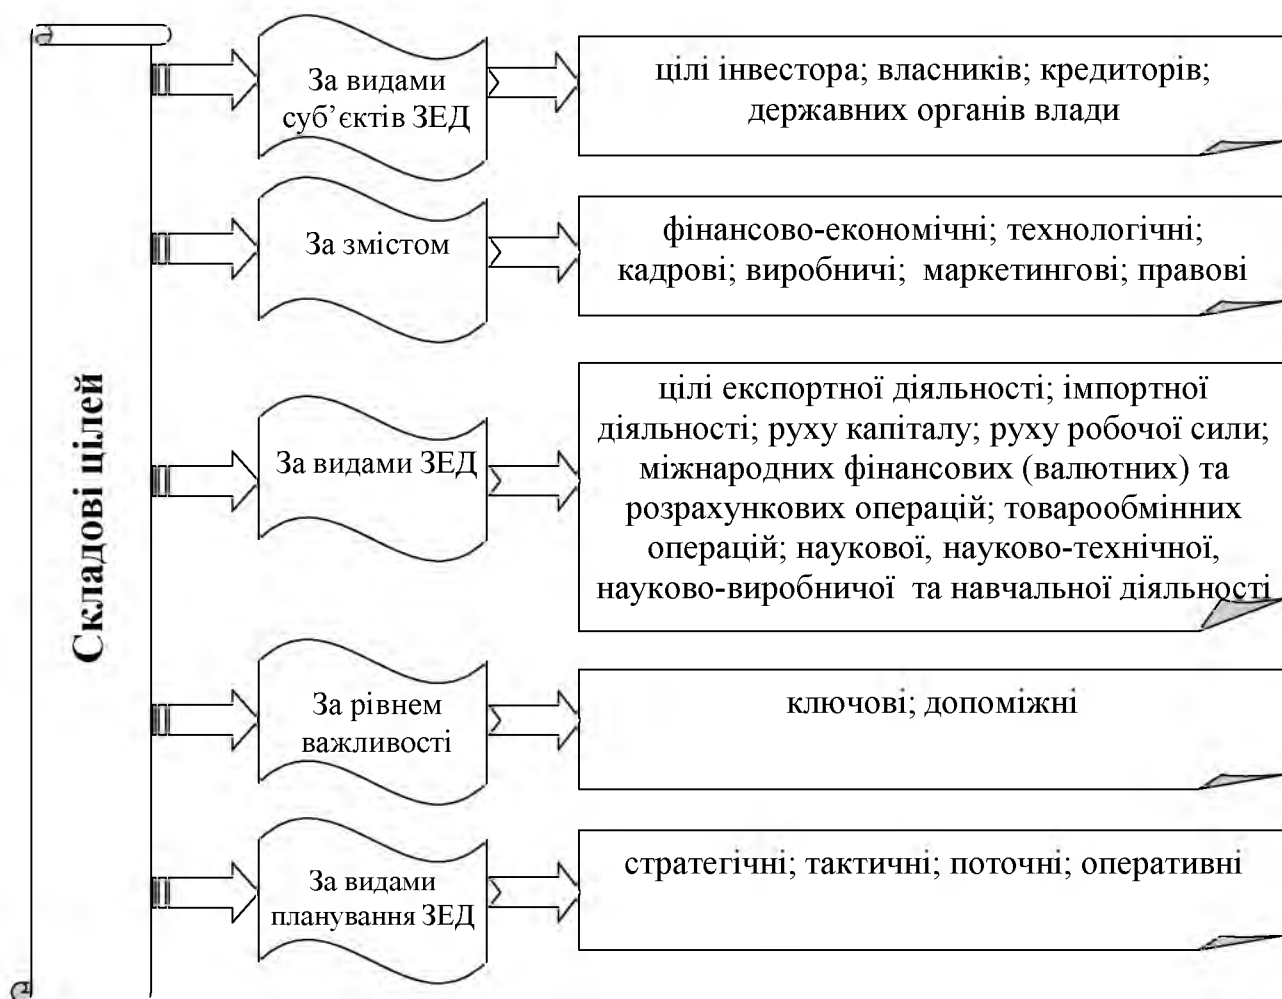 Складові цілей
За видами
суб’єктів ЗЕД
цілі інвестора; власників; кредиторів;
державних органів влади
За змістом
фінансово-економічні; технологічні;
кадрові; виробничі;  маркетингові; правові
За видами ЗЕД
цілі експортної діяльності; імпортної
діяльності; руху капіталу; руху робочої сили;
міжнародних фінансових (валютних) та
розрахункових операцій; товарообмінних
операцій; наукової, науково-технічної,
науково-виробничої  та навчальної діяльності
За рівнем
важливості
ключові; допоміжні
За видами
планування ЗЕД
стратегічні; тактичні; поточні; оперативні